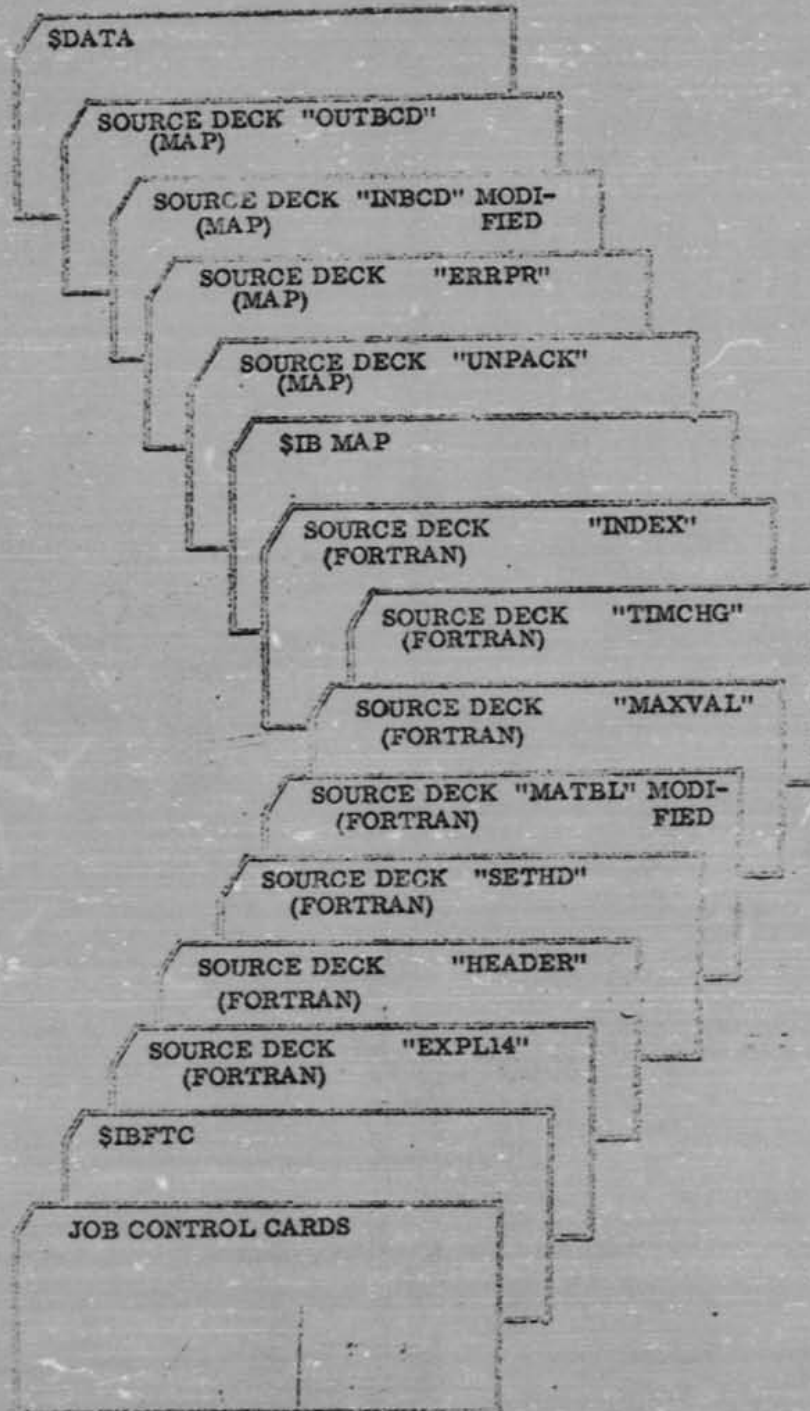 $DATA
SOURCE DECK "OUTBCD"
(MAP)
SOURCE DECK "INBCD" MODI-
(MAP) FIED
SOURCE DECK "ERRPR"
(MAP)
SOURCE DECK "UNPACK"
(MAP)
$IB MAP
SOURCE DECK "INDEX"
(FORTRAN)
SOURCE DECK "TIMCHG"
(FORTRAN)
SOURCE DECK "MAXVAL"
(FORTRAN)
SOURCE DECK "MATBL" MODI-
(FORTRAN) FIED
SOURCE DECK "SETHD"
(FORTRAN)
SOURCE DECK "HEADER"
(FORTRAN)
SOURCE DECK "EXPL14"
(FORTRAN)
$IBFTC
JOB CONTROL CARDS